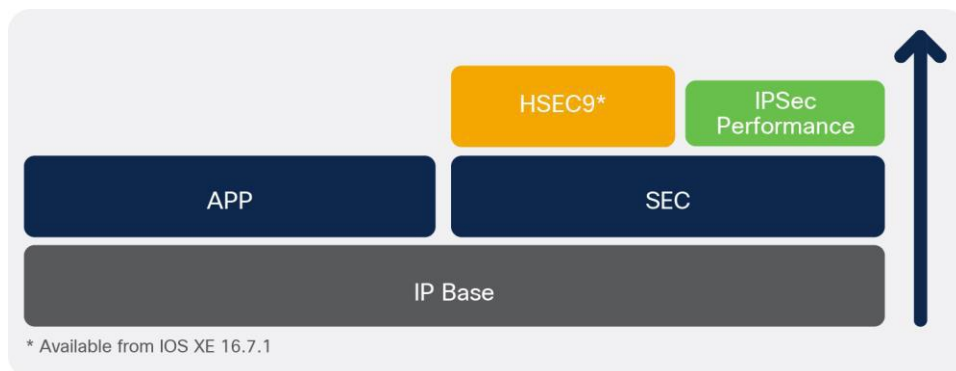 HSEC9*
IPSec
Performance
APP
SEC
IP Base
* Available from IOS XE 16.7.1